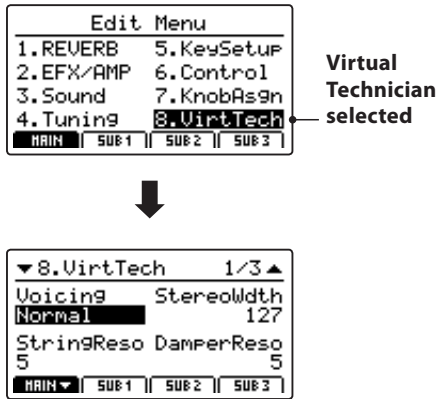 Edit Menu
1.REVERB 5.KeySetup
2.EFX/AMP 6.Control
3.Sound 7.KnobAsgn
4.Tuning 8.VirtTech
MAIN SUB1 SUB2 SUB3
Virtual
Technician
selected
▼8.VirtTech 1/3▲
Voicing StereoWdth
Normal 127
StringReso DamperReso
5 5
MAIN▼ SUB1 SUB2 SUB3